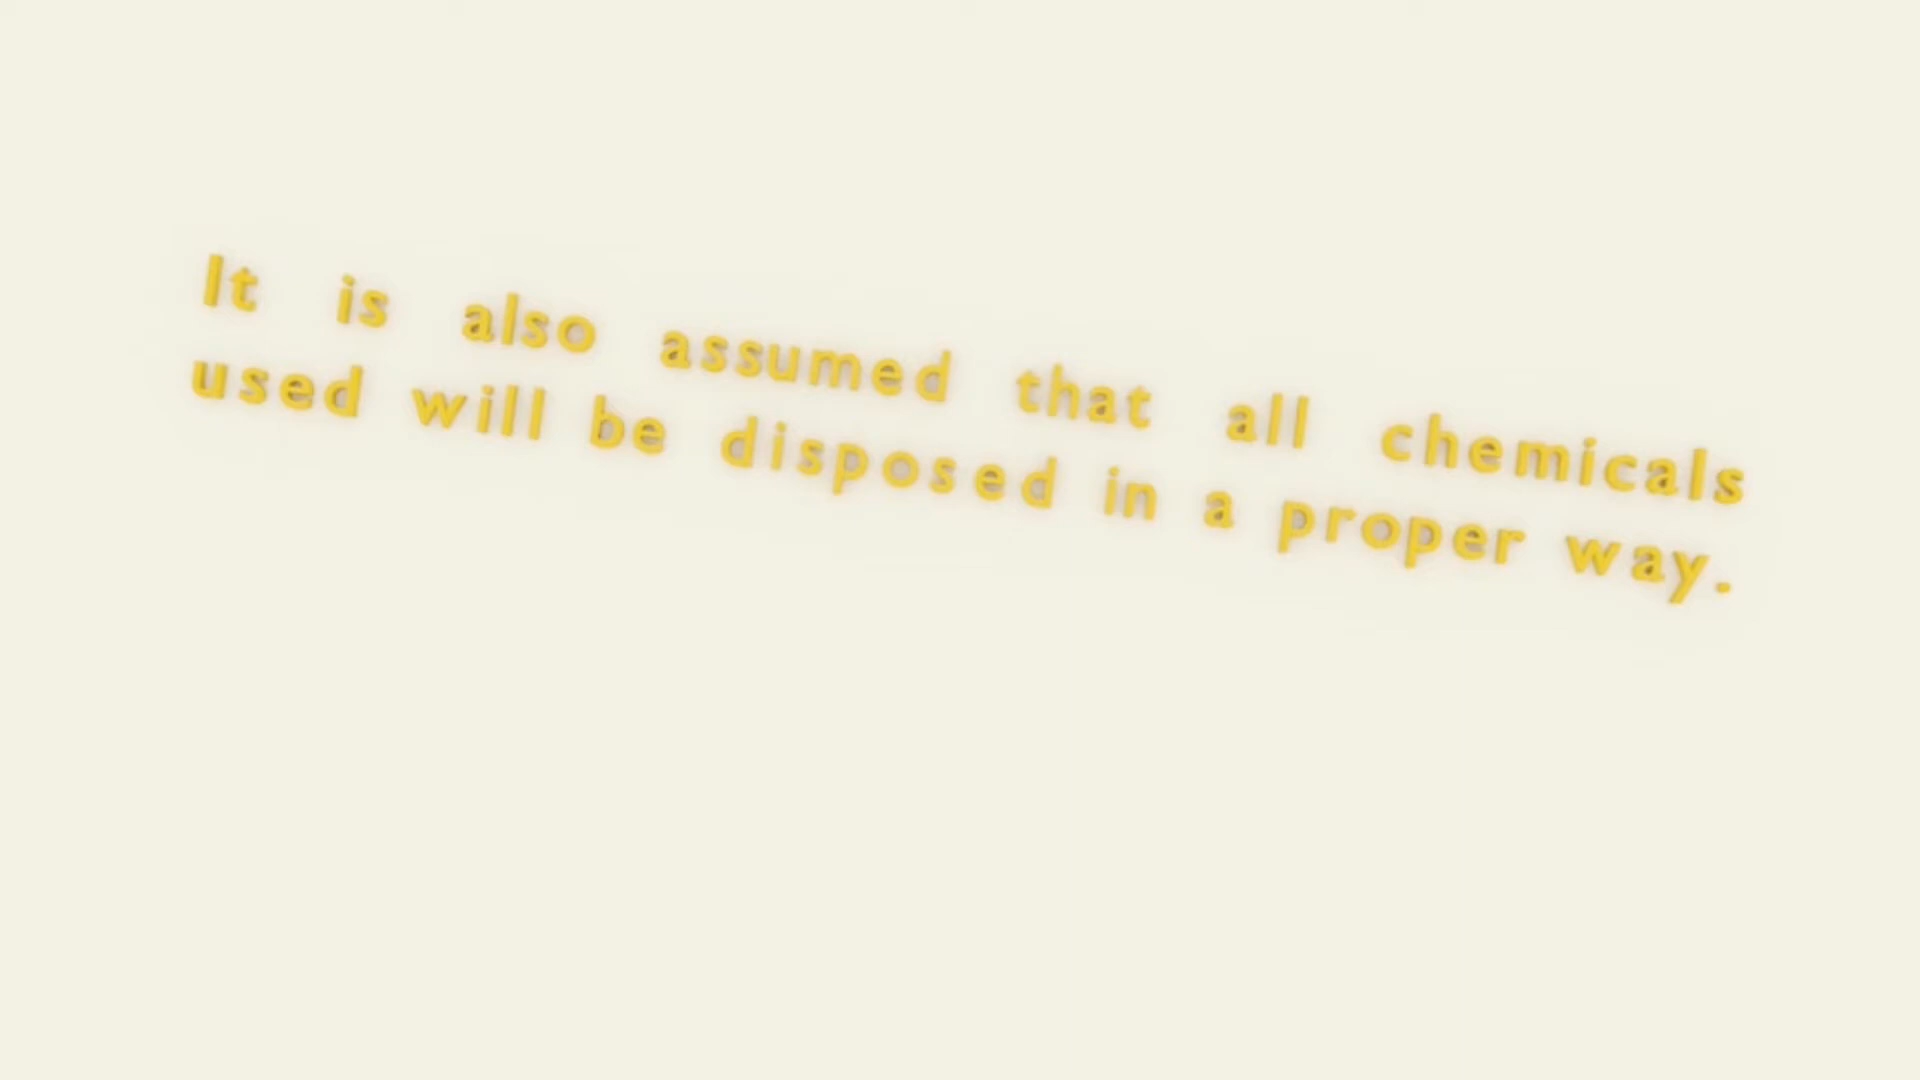 It is also assumed that all chemicals
used will be disposed in a proper way.